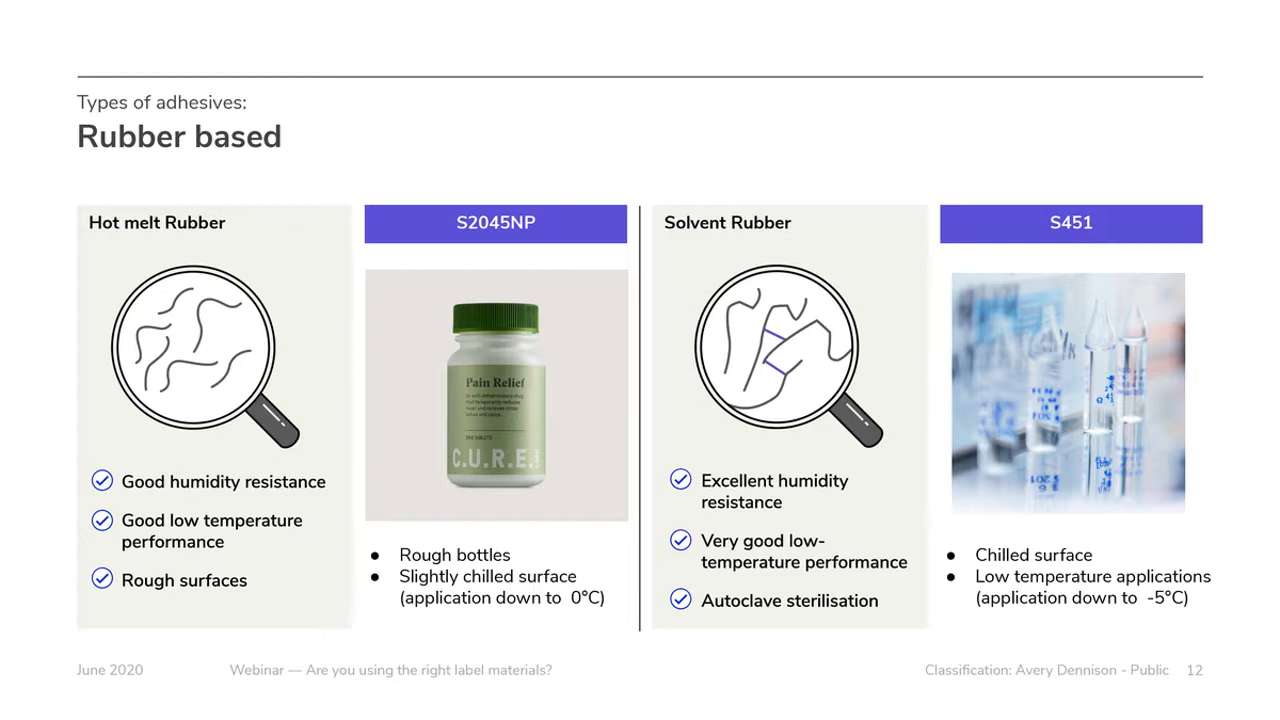 Types of adhesives:
Rubber based
Hot melt Rubber
Good humidity resistance
Good low temperature
performance
Rough surfaces
S2045NP
Pain Relief
200 TABLETS
C.U.R.E.
Rough bottles
Slightly chilled surface
(application down to 0°C)
Solvent Rubber
Excellent humidity
resistance
Very good low-
temperature performance
Autoclave sterilisation
S451
Chilled surface
Low temperature applications
(application down to -5°C)
June 2020
Webinar — Are you using the right label materials?
Classification: Avery Dennison - Public
12